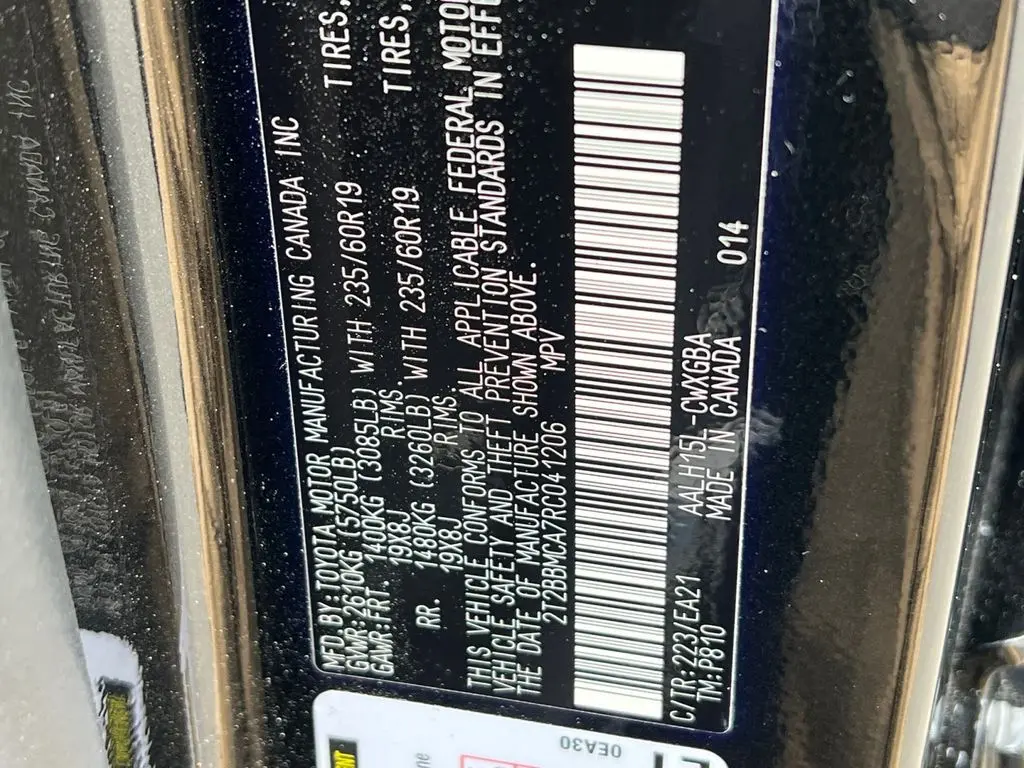 MFD BY:TOYOTA MOTOR MANUFACTURING CANADA INC
GVWR:2610KG (5750LB)
GAWR:FRT. 1400KG (3085LB) WITH 235/60R19 TIRES,
19X8J RIMS.
RR. 1480KG (3260LB) WITH 235/60R19 TIRES,
19X8J RIMS.
THIS VEHICLE CONFORMS TO ALL APPLICABLE FEDERAL MOTOR
VEHICLE SAFETY AND THEFT PREVENTION STANDARDS IN EFFE
THE DATE OF MANUFACTURE SHOWN ABOVE.
2T2BBMCA7RC041206 MPV
C/TR:223/EA21 AALH15L-CWXGBA
TM:P810 MADE IN CANADA 014
0EA30